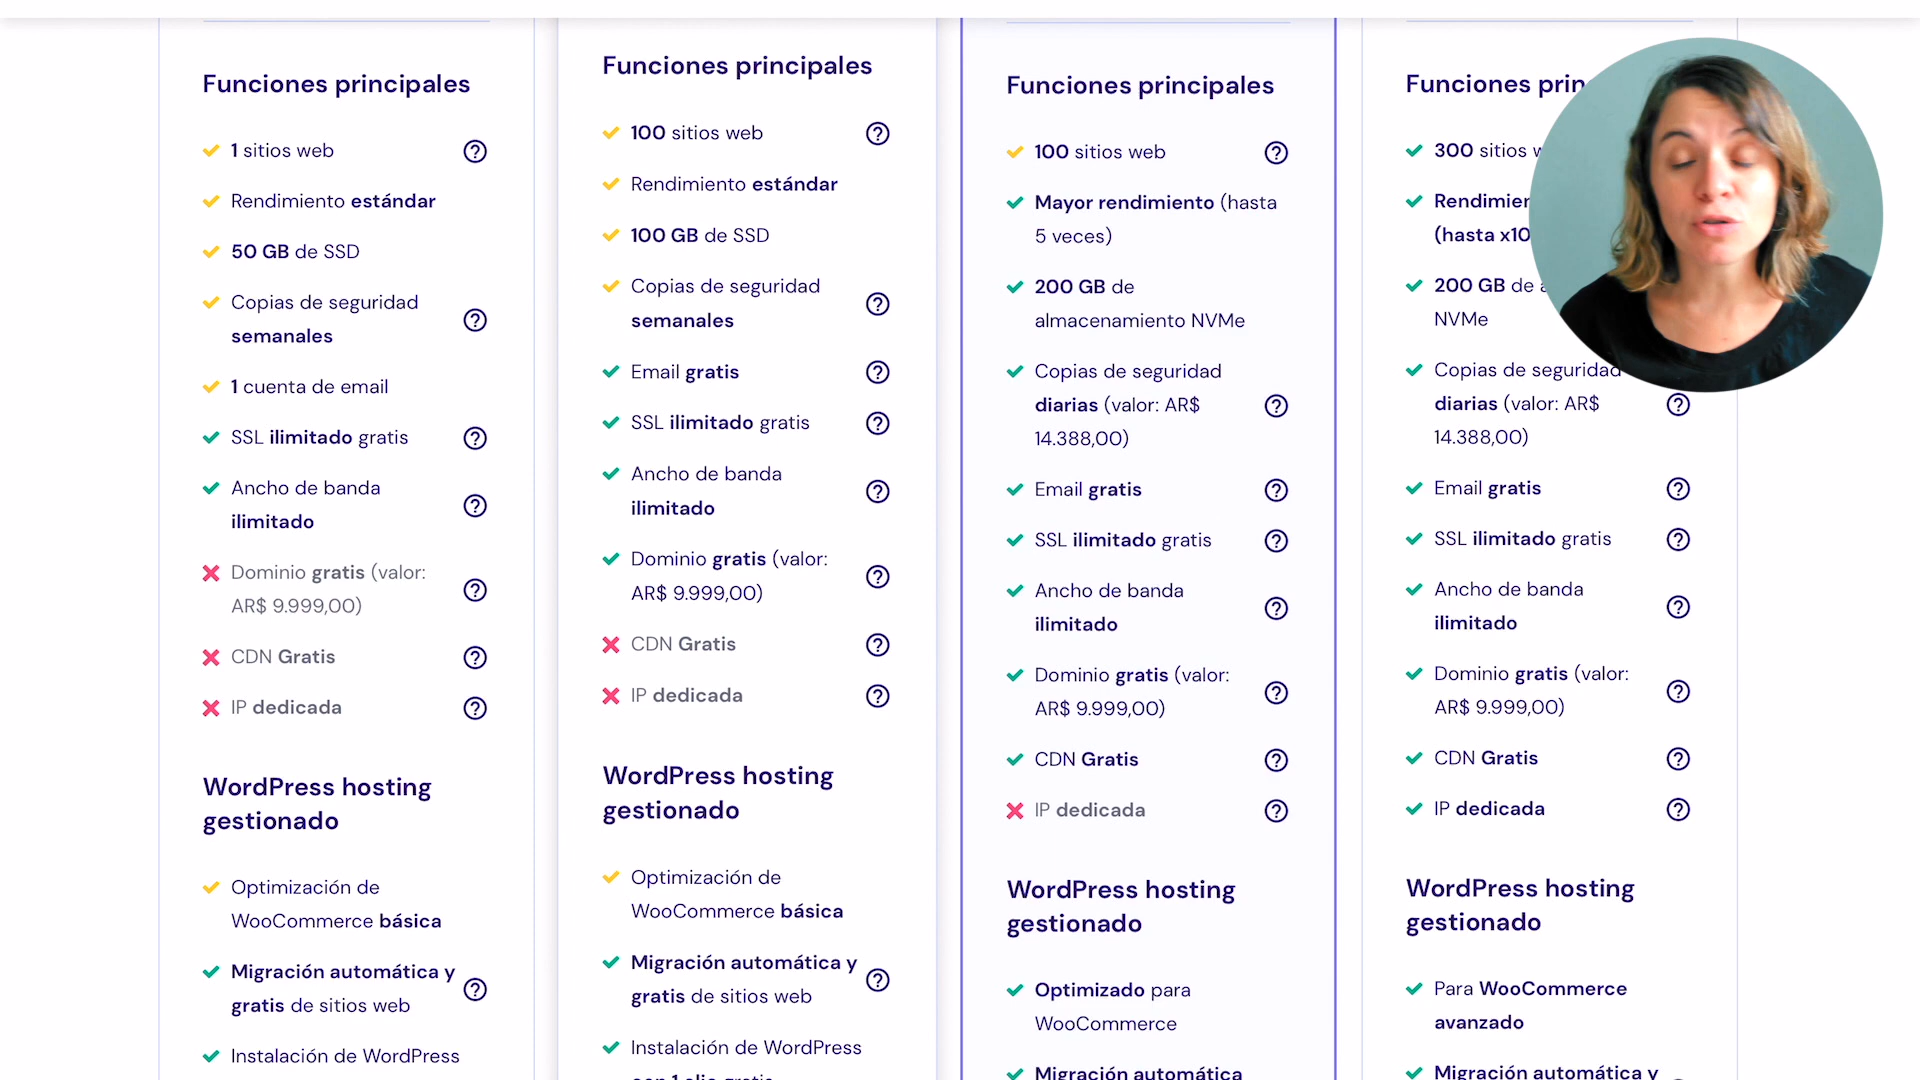 Funciones principales
1 sitios web
Rendimiento estándar
50 GB de SSD
Copias de seguridad
semanales
1 cuenta de email
SSL ilimitado gratis
Ancho de banda
ilimitado
Dominio gratis (valor:
AR$ 9.999,00)
CDN Gratis
IP dedicada
WordPress hosting
gestionado
Optimización de
WooCommerce básica
Migración automática y
gratis de sitios web
Instalación de WordPress
Funciones principales
100 sitios web
Rendimiento estándar
100 GB de SSD
Copias de seguridad
semanales
Email gratis
SSL ilimitado gratis
Ancho de banda
ilimitado
Dominio gratis (valor:
AR$ 9.999,00)
CDN Gratis
IP dedicada
WordPress hosting
gestionado
Optimización de
WooCommerce básica
Migración automática y
gratis de sitios web
Instalación de WordPress
Funciones principales
100 sitios web
Mayor rendimiento (hasta
5 veces)
200 GB de
almacenamiento NVMe
Copias de seguridad
diarias (valor: AR$
14.388,00)
Email gratis
SSL ilimitado gratis
Ancho de banda
ilimitado
Dominio gratis (valor:
AR$ 9.999,00)
CDN Gratis
IP dedicada
WordPress hosting
gestionado
Optimizado para
WooCommerce
Migración automática
Funciones prin
300 sitios
Rendimien
(hasta x10
200 GB de
NVMe
Copias de seguridad
diarias (valor: AR$
14.388,00)
Email gratis
SSL ilimitado gratis
Ancho de banda
ilimitado
Dominio gratis (valor:
AR$ 9.999,00)
CDN Gratis
IP dedicada
WordPress hosting
gestionado
Para WooCommerce
avanzado
Migración automática y